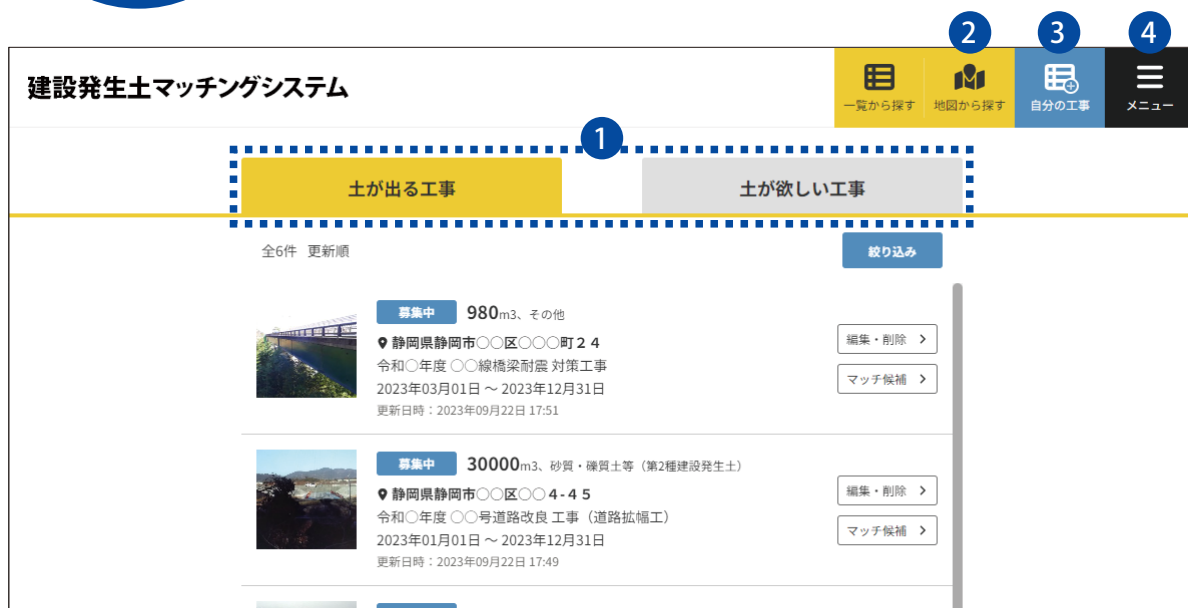 2 3 4
建設発生土マッチングシステム
一覧から探す 地図から探す 自分の工事 メニュー
1
土が出る工事 土が欲しい工事
全6件 更新順 絞り込み
募集中 980m3、その他
静岡県静岡市○○区○○○町24
編集・削除
令和○年度 ○○線橋梁耐震 対策工事
マッチ候補
2023年03月01日 ～ 2023年12月31日
更新日時：2023年09月22日 17:51
募集中 30000m3、砂質・礫質土等（第2種建設発生土）
静岡県静岡市○○区○○4-45
編集・削除
令和○年度 ○○号道路改良 工事（道路拡幅工）
マッチ候補
2023年01月01日 ～ 2023年12月31日
更新日時：2023年09月22日 17:49